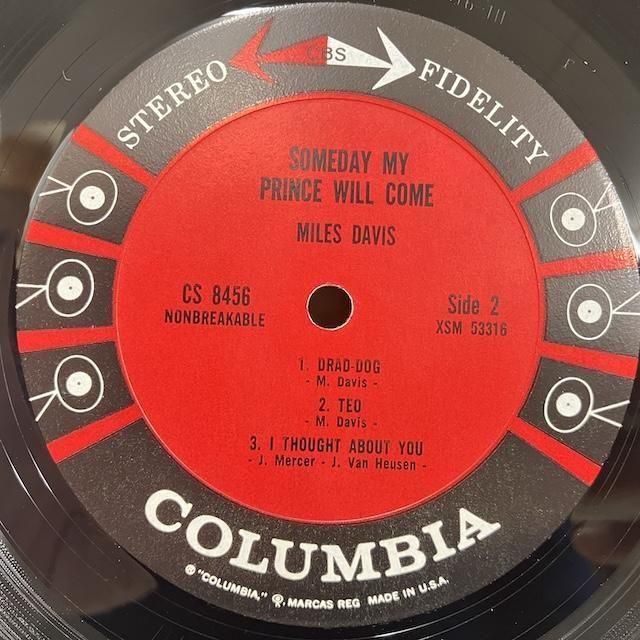 CBS
STEREO FIDELITY
SOMEDAY MY
PRINCE WILL COME
MILES DAVIS
CS 8456
NONBREAKABLE
Side 2
XSM 53316
1. DRAD-DOG
- M. Davis -
2. TEO
- M. Davis -
3. I THOUGHT ABOUT YOU
- J. Mercer - J. Van Heusen -
COLUMBIA
® "COLUMBIA," ®, MARCAS REG MADE IN U.S.A.